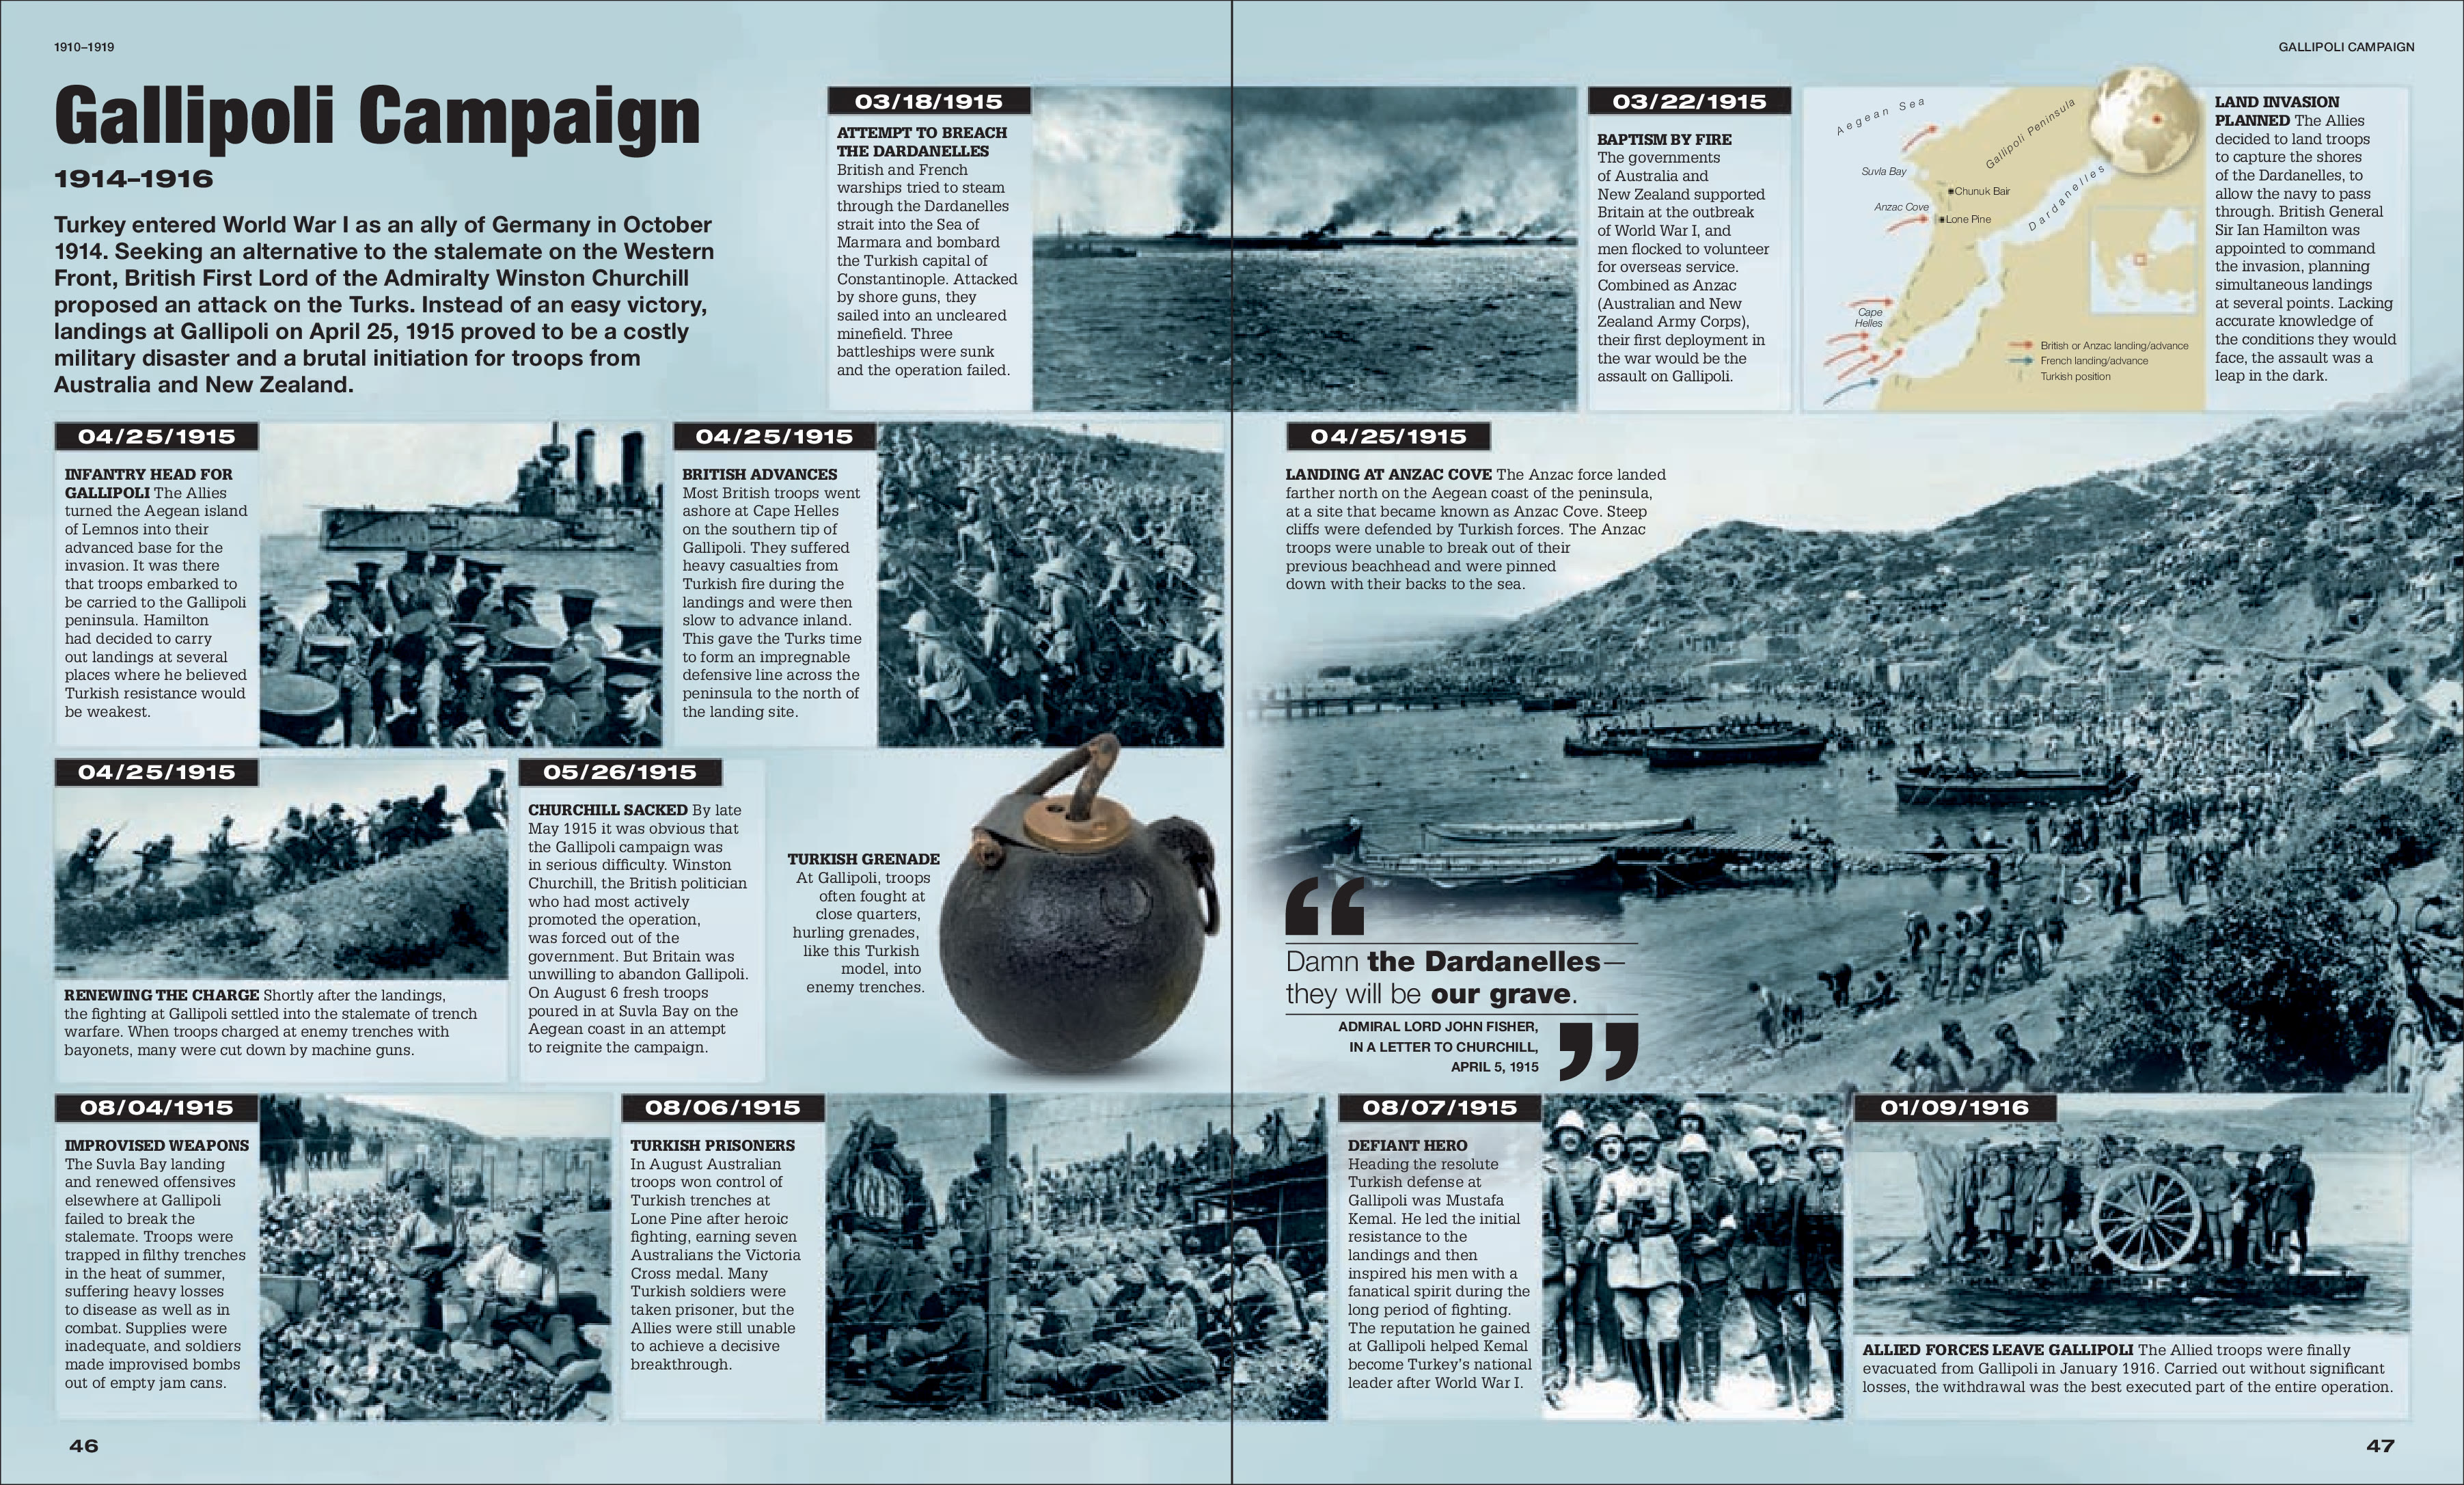 1910–1919
GALLIPOLI CAMPAIGN
Gallipoli Campaign
1914–1916
Turkey entered World War I as an ally of Germany in October
1914. Seeking an alternative to the stalemate on the Western
Front, British First Lord of the Admiralty Winston Churchill
proposed an attack on the Turks. Instead of an easy victory,
landings at Gallipoli on April 25, 1915 proved to be a costly
military disaster and a brutal initiation for troops from
Australia and New Zealand.
03/18/1915
ATTEMPT TO BREACH
THE DARDANELLES
British and French
warships tried to steam
through the Dardanelles
strait into the Sea of
Marmara and bombard
the Turkish capital of
Constantinople. Attacked
by shore guns, they
sailed into an uncleared
minefield. Three
battleships were sunk
and the operation failed.
03/22/1915
BAPTISM BY FIRE
The governments
of Australia and
New Zealand supported
Britain at the outbreak
of World War I, and
men flocked to volunteer
for overseas service.
Combined as Anzac
(Australian and New
Zealand Army Corps),
their first deployment in
the war would be the
assault on Gallipoli.
Aegean Sea
Gallipoli Peninsula
Suvla Bay
Chunuk Bair
Anzac Cove
Lone Pine
Dardanelles
Cape
Helles
British or Anzac landing/advance
French landing/advance
Turkish position
LAND INVASION
PLANNED The Allies
decided to land troops
to capture the shores
of the Dardanelles, to
allow the navy to pass
through. British General
Sir Ian Hamilton was
appointed to command
the invasion, planning
simultaneous landings
at several points. Lacking
accurate knowledge of
the conditions they would
face, the assault was a
leap in the dark.
04/25/1915
INFANTRY HEAD FOR
GALLIPOLI The Allies
turned the Aegean island
of Lemnos into their
advanced base for the
invasion. It was there
that troops embarked to
be carried to the Gallipoli
peninsula. Hamilton
had decided to carry
out landings at several
places where he believed
Turkish resistance would
be weakest.
04/25/1915
BRITISH ADVANCES
Most British troops went
ashore at Cape Helles
on the southern tip of
Gallipoli. They suffered
heavy casualties from
Turkish fire during the
landings and were then
slow to advance inland.
This gave the Turks time
to form an impregnable
defensive line across the
peninsula to the north of
the landing site.
04/25/1915
LANDING AT ANZAC COVE The Anzac force landed
farther north on the Aegean coast of the peninsula,
at a site that became known as Anzac Cove. Steep
cliffs were defended by Turkish forces. The Anzac
troops were unable to break out of their
previous beachhead and were pinned
down with their backs to the sea.
04/25/1915
RENEWING THE CHARGE Shortly after the landings,
the fighting at Gallipoli settled into the stalemate of trench
warfare. When troops charged at enemy trenches with
bayonets, many were cut down by machine guns.
05/26/1915
CHURCHILL SACKED By late
May 1915 it was obvious that
the Gallipoli campaign was
in serious difficulty. Winston
Churchill, the British politician
who had most actively
promoted the operation,
was forced out of the
government. But Britain was
unwilling to abandon Gallipoli.
On August 6 fresh troops
poured in at Suvla Bay on the
Aegean coast in an attempt
to reignite the campaign.
TURKISH GRENADE
At Gallipoli, troops
often fought at
close quarters,
hurling grenades,
like this Turkish
model, into
enemy trenches.
“
Damn the Dardanelles—
they will be our grave.
ADMIRAL LORD JOHN FISHER,
IN A LETTER TO CHURCHILL,
APRIL 5, 1915
”
08/04/1915
IMPROVISED WEAPONS
The Suvla Bay landing
and renewed offensives
elsewhere at Gallipoli
failed to break the
stalemate. Troops were
trapped in filthy trenches
in the heat of summer,
suffering heavy losses
to disease as well as in
combat. Supplies were
inadequate, and soldiers
made improvised bombs
out of empty jam cans.
08/06/1915
TURKISH PRISONERS
In August Australian
troops won control of
Turkish trenches at
Lone Pine after heroic
fighting, earning seven
Australians the Victoria
Cross medal. Many
Turkish soldiers were
taken prisoner, but the
Allies were still unable
to achieve a decisive
breakthrough.
08/07/1915
DEFIANT HERO
Heading the resolute
Turkish defense at
Gallipoli was Mustafa
Kemal. He led the initial
resistance to the
landings and then
inspired his men with a
fanatical spirit during the
long period of fighting.
The reputation he gained
at Gallipoli helped Kemal
become Turkey's national
leader after World War I.
01/09/1916
ALLIED FORCES LEAVE GALLIPOLI The Allied troops were finally
evacuated from Gallipoli in January 1916. Carried out without significant
losses, the withdrawal was the best executed part of the entire operation.
46
47